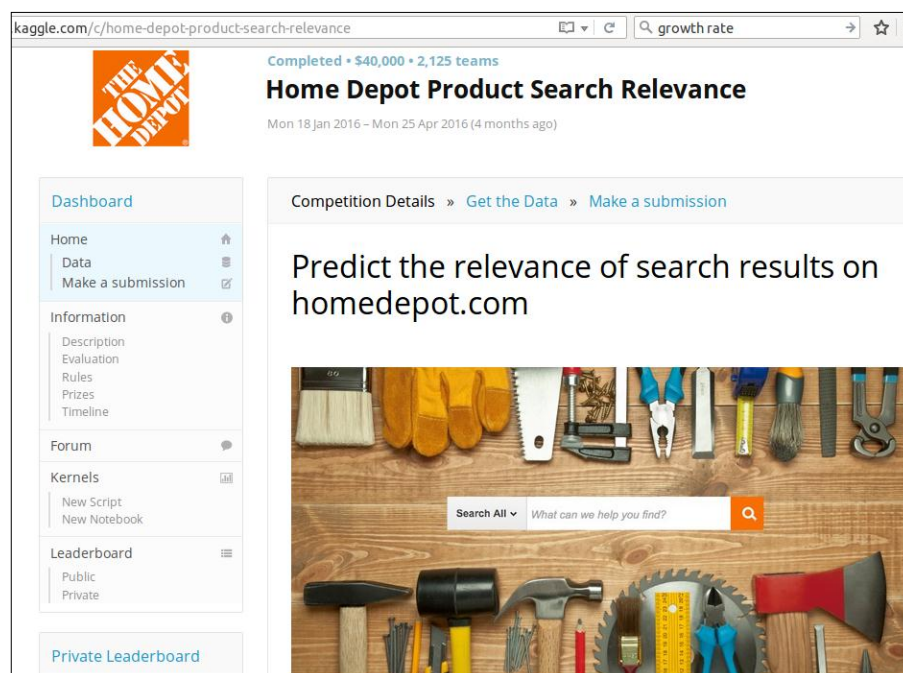 kaggle.com/c/home-depot-product-search-relevance
growth rate
THE
HOME
DEPOT
Completed • $40,000 • 2,125 teams
Home Depot Product Search Relevance
Mon 18 Jan 2016 – Mon 25 Apr 2016 (4 months ago)
Dashboard
Home
Data
Make a submission
Information
Description
Evaluation
Rules
Prizes
Timeline
Forum
Kernels
New Script
New Notebook
Leaderboard
Public
Private
Private Leaderboard
Competition Details » Get the Data » Make a submission
Predict the relevance of search results on
homedepot.com
Search All
What can we help you find?